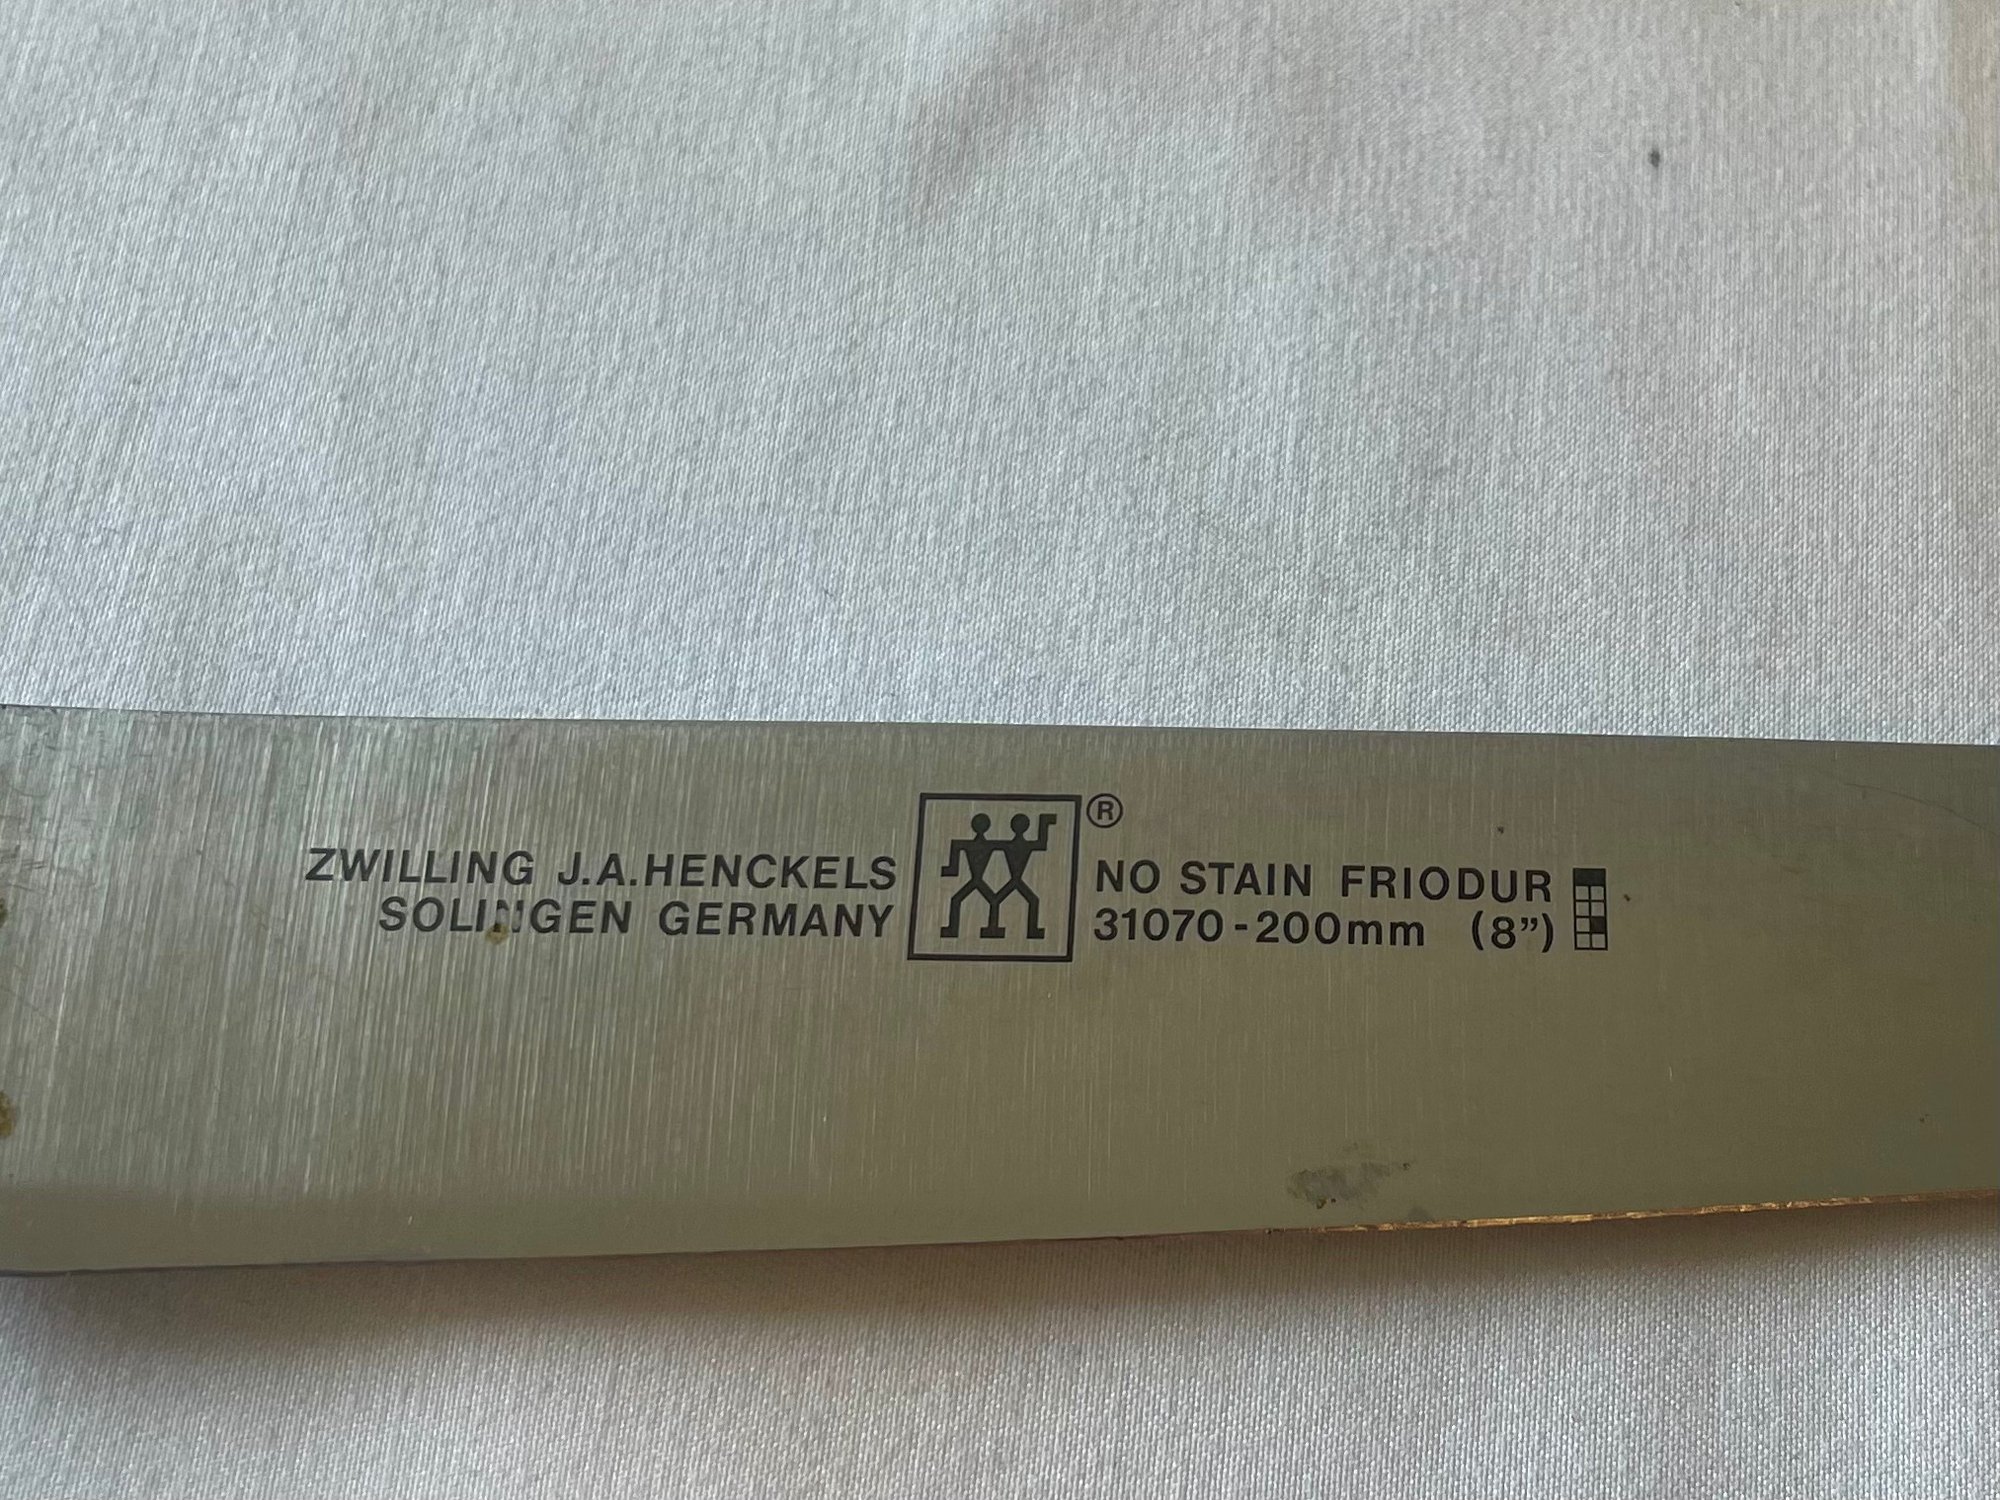 ZWILLING J.A.HENCKELS
SOLINGEN GERMANY
®
NO STAIN FRIODUR
31070-200mm (8”)